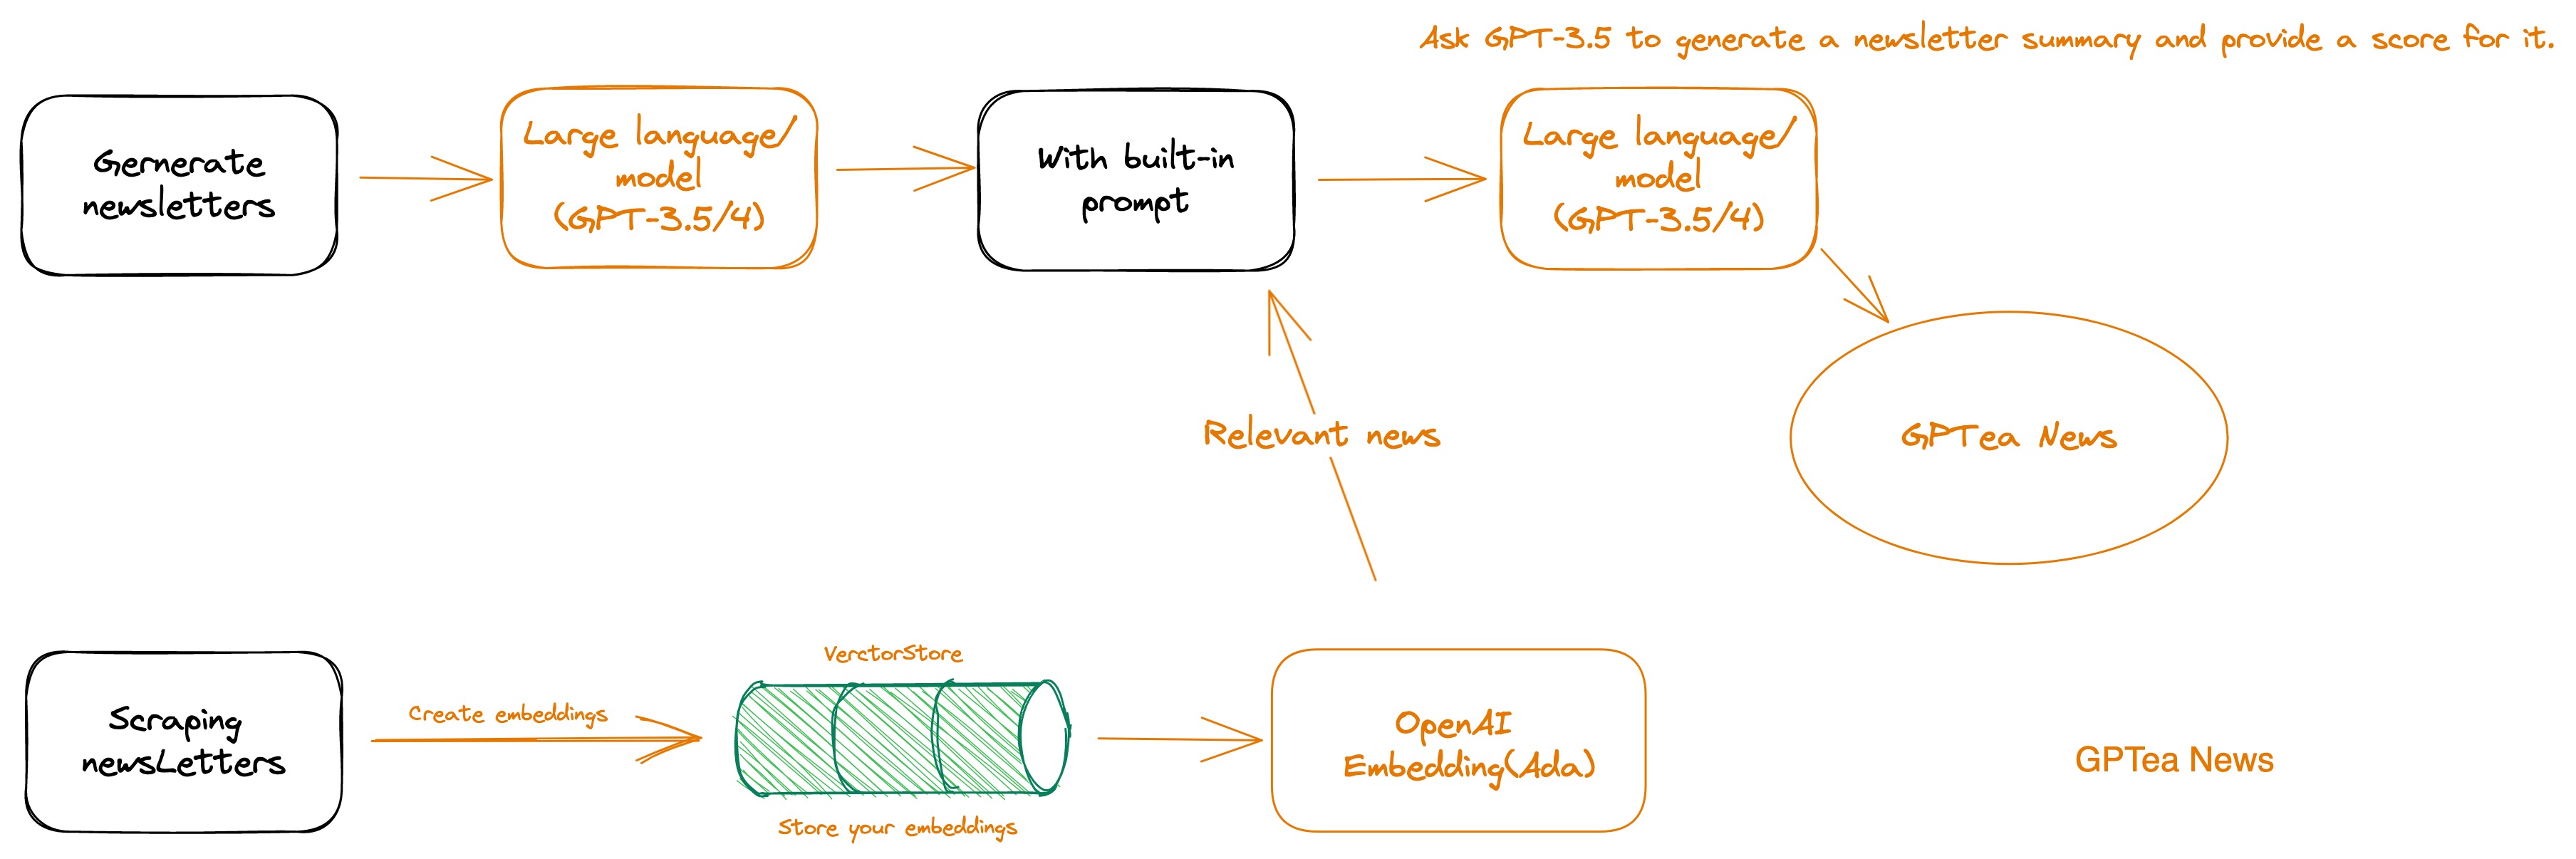 Ask GPT-3.5 to generate a newsletter summary and provide a score for it.
Gernerate
newsletters
Large language/
model
(GPT-3.5/4)
With built-in
prompt
Large language/
model
(GPT-3.5/4)
Relevant news
GPTea News
Scraping
newsLetters
Create embeddings
VerctorStore
Store your embeddings
OpenAI
Embedding(Ada)
GPTea News